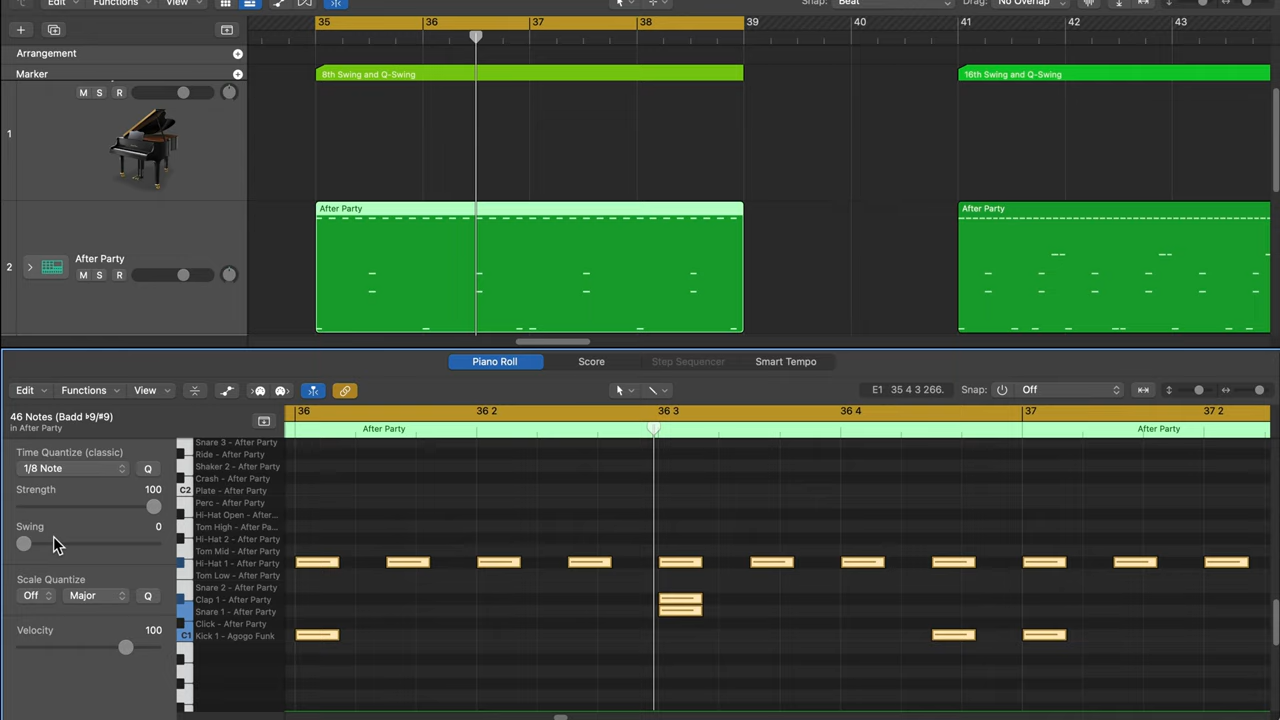 Edit Functions View Snap: Beat Drag: No Overlap
35 36 37 38 39 40 41 42 43
Arrangement
Marker
8th Swing and Q-Swing 16th Swing and Q-Swing
M S R
1
After Party After Party
2 After Party
M S R
Piano Roll Score Step Sequencer Smart Tempo
Edit Functions View E1 35 4 3 266. Snap: Off
46 Notes (Badd ♭9/#9)
in After Party
36 36 2 36 3 36 4 37 37 2
After Party After Party
Time Quantize (classic)
1/8 Note Q
Strength 100
Swing 0
Scale Quantize
Off Major Q
Velocity 100
Snare 3 - After Party
Ride - After Party
Shaker 2 - After Party
Crash - After Party
C2 Plate - After Party
Perc - After Party
Hi-Hat Open - After...
Tom High - After Pa...
Hi-Hat 2 - After Party
Tom Mid - After Party
Hi-Hat 1 - After Party
Tom Low - After Party
Snare 2 - After Party
Clap 1 - After Party
Snare 1 - After Party
Click - After Party
C1 Kick 1 - Agogo Funk